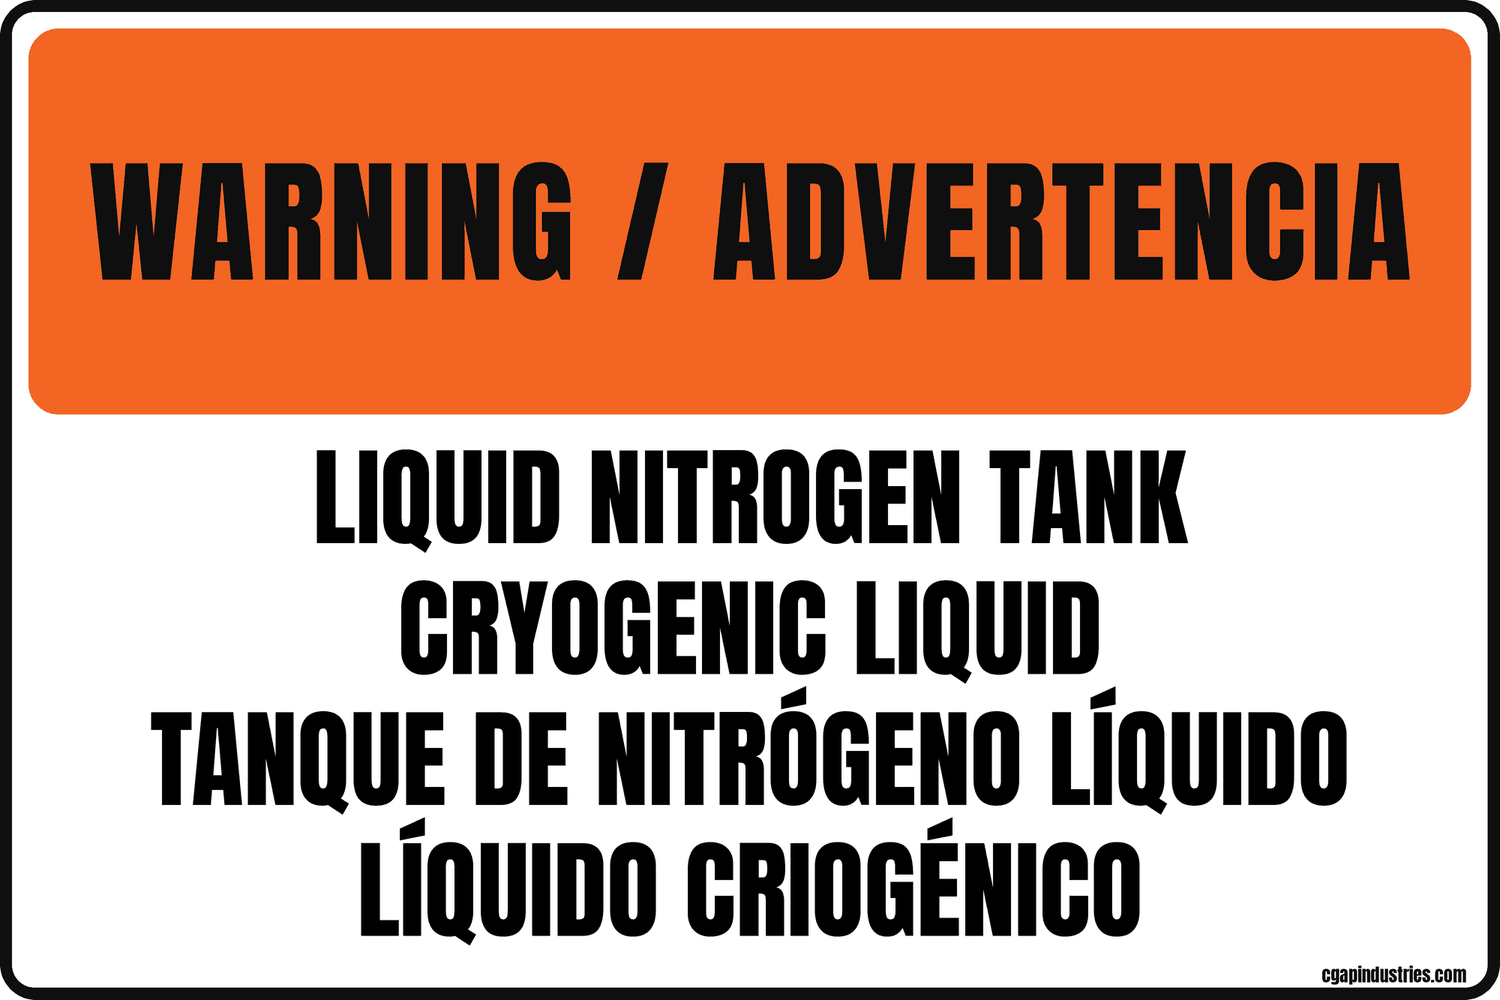 WARNING / ADVERTENCIA
LIQUID NITROGEN TANK
CRYOGENIC LIQUID
TANQUE DE NITRÓGENO LÍQUIDO
LÍQUIDO CRIOGÉNICO
cgapindustries.com